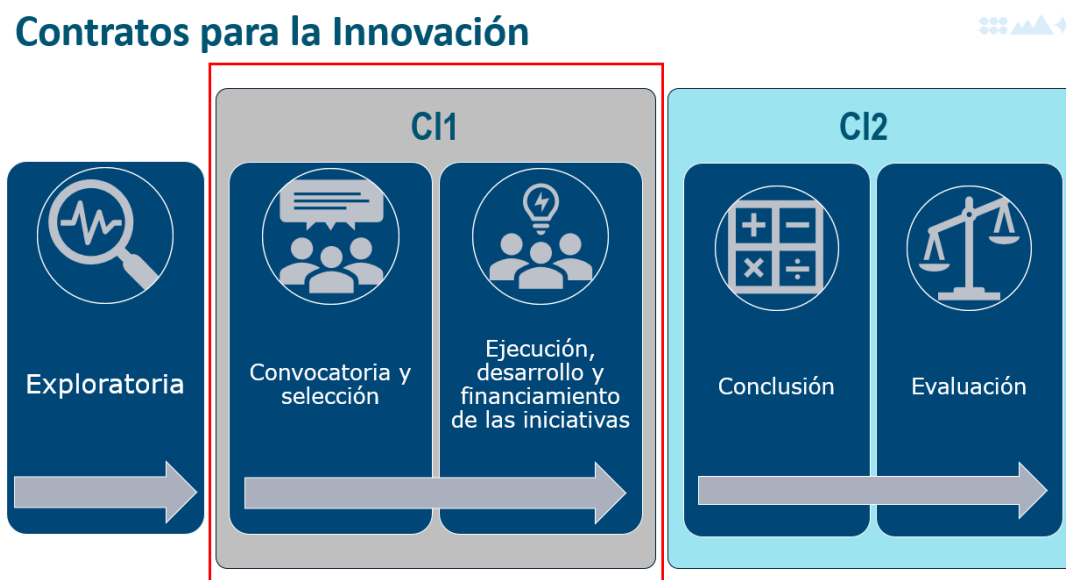 Contratos para la Innovación
CI1
CI2
Exploratoria
Convocatoria y
selección
Ejecución,
desarrollo y
financiamiento
de las iniciativas
Conclusión
Evaluación